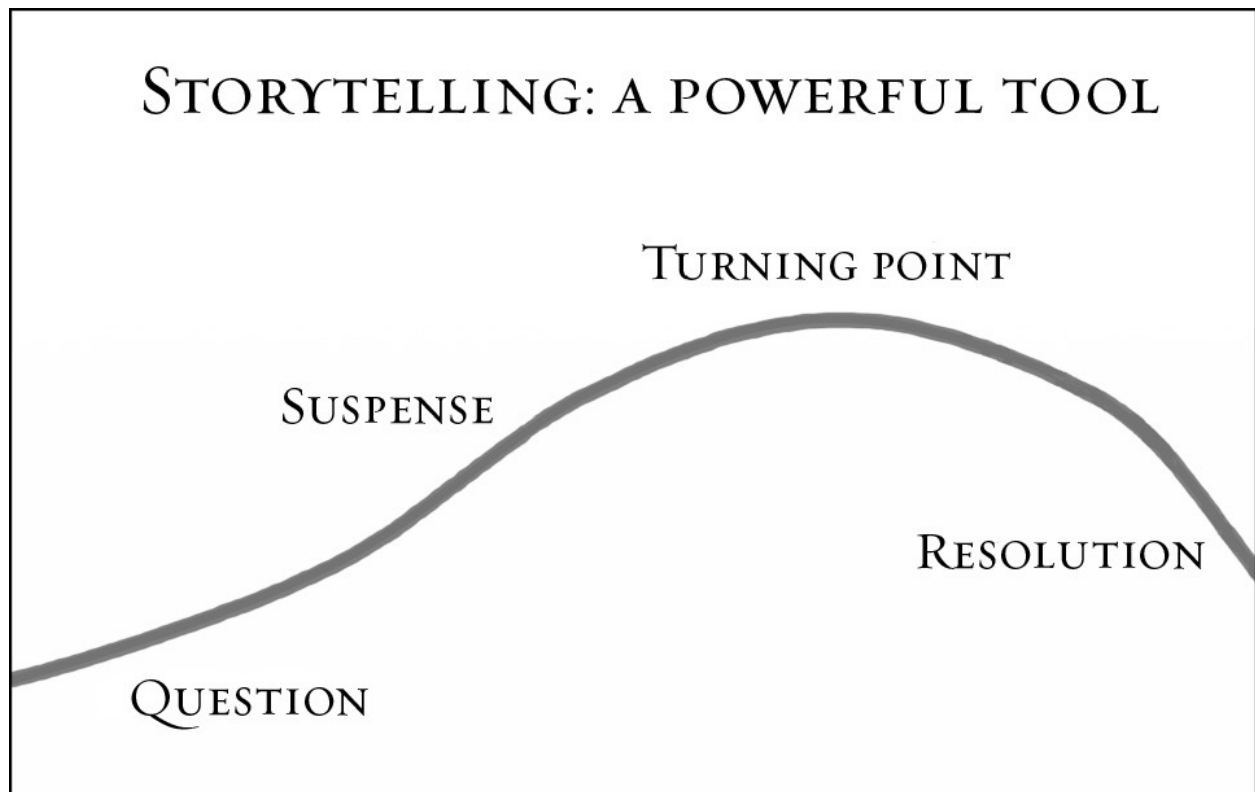 Storytelling: a powerful tool
Turning point
Suspense
Resolution
Question